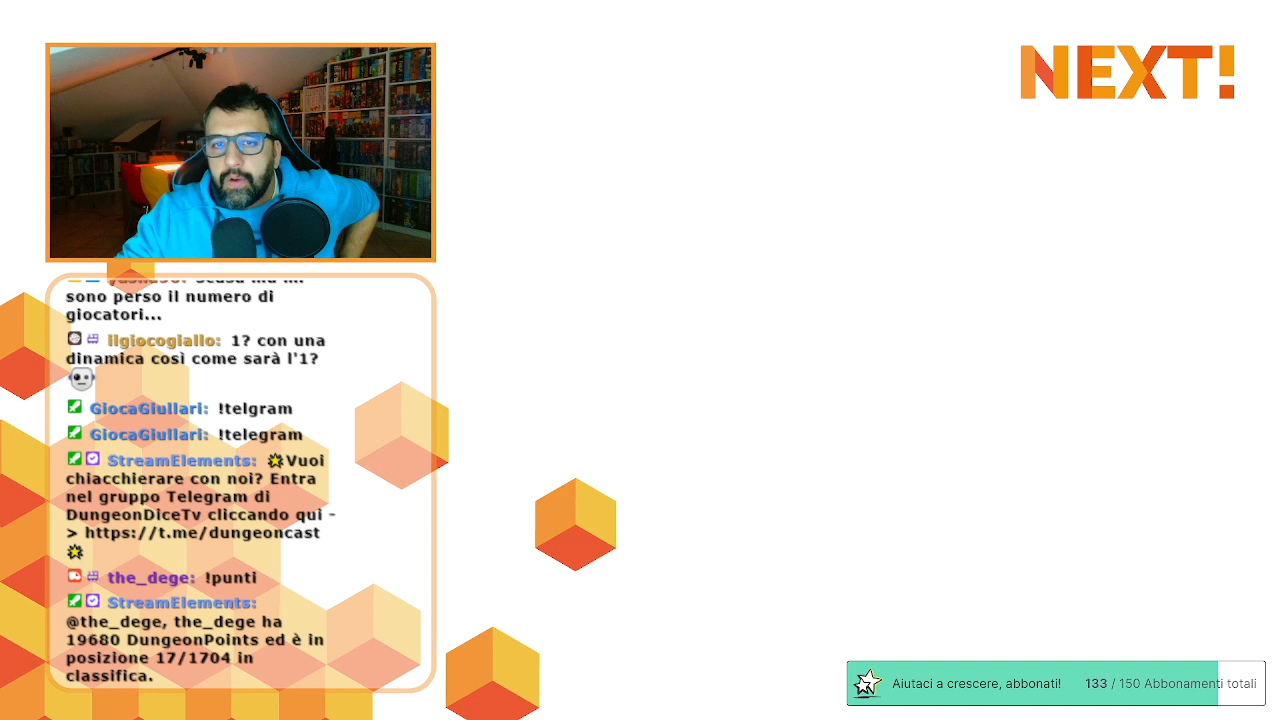 NEXT!
sono perso il numero di
giocatori...
ilgiocogiallo: 1? con una
dinamica così come sarà l'1?
GiocaGiullari: !telgram
GiocaGiullari: !telegram
StreamElements: Vuoi
chiacchierare con noi? Entra
nel gruppo Telegram di
DungeonDiceTv cliccando qui -
> https://t.me/dungeoncast
the_dege: !punti
StreamElements:
@the_dege, the_dege ha
19680 DungeonPoints ed è in
posizione 17/1704 in
classifica.
Aiutaci a crescere, abbonati! 133 / 150 Abbonamenti totali